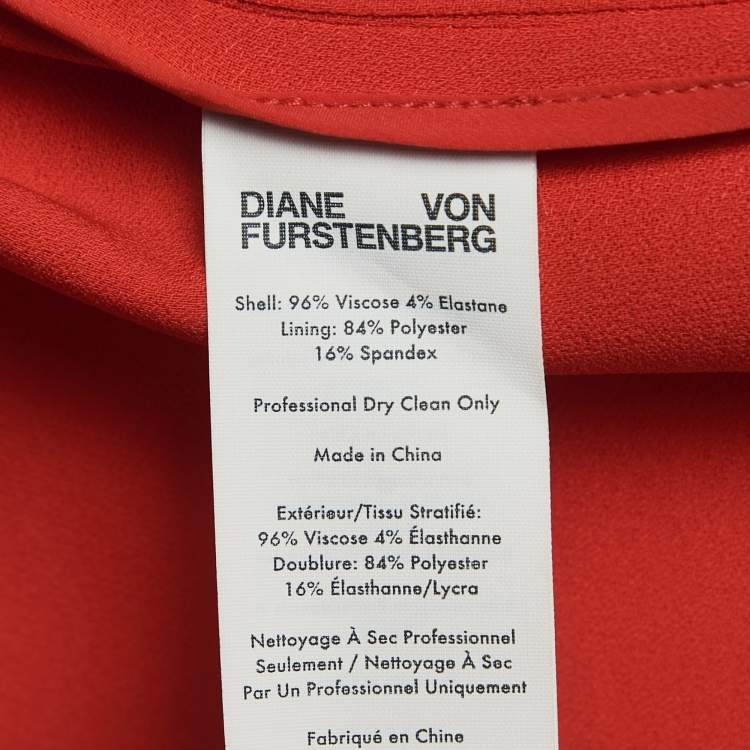 DIANE VON
FURSTENBERG
Shell: 96% Viscose 4% Elastane
Lining: 84% Polyester
16% Spandex
Professional Dry Clean Only
Made in China
Extérieur/Tissu Stratifié:
96% Viscose 4% Élasthanne
Doublure: 84% Polyester
16% Élasthanne/Lycra
Nettoyage À Sec Professionnel
Seulement / Nettoyage À Sec
Par Un Professionnel Uniquement
Fabriqué en Chine